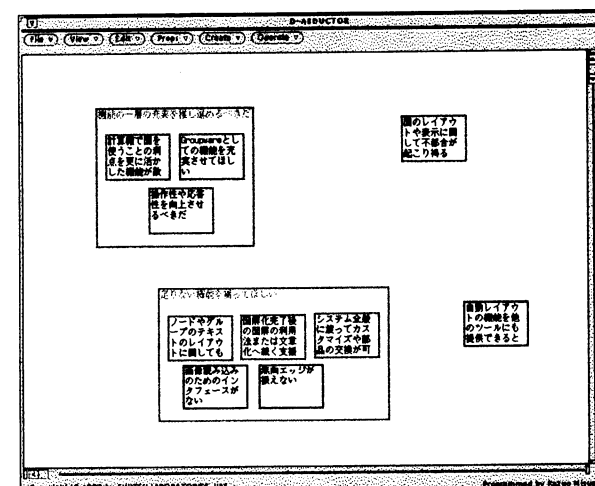 D-ABDUCTOR
File View Edit Props Create Operate
機能の一層の充実を推し進めるべきだ
計算機で図を
使うことの利
点を更に活か
した機能が欲
Groupwareとし
ての機能を充
実させてほし
い
操作性や応答
性を向上させ
るべきだ
図のレイアウ
トや表示に関
して不都合が
起こり得る
足りない機能を補ってほしい
ノードやグル
ープのテキス
トのレイアウ
トに関しても
図解化完了後
の図解の利用
法または文章
化へ続く支援
システム全般
に渡ってカス
タマイズや部
品の交換が可
画像読み込み
のためのイン
タフェースが
ない
無向エッジが
扱えない
自動レイアウ
トの機能を他
のツールにも
提供できると
Programmed by Kazuo